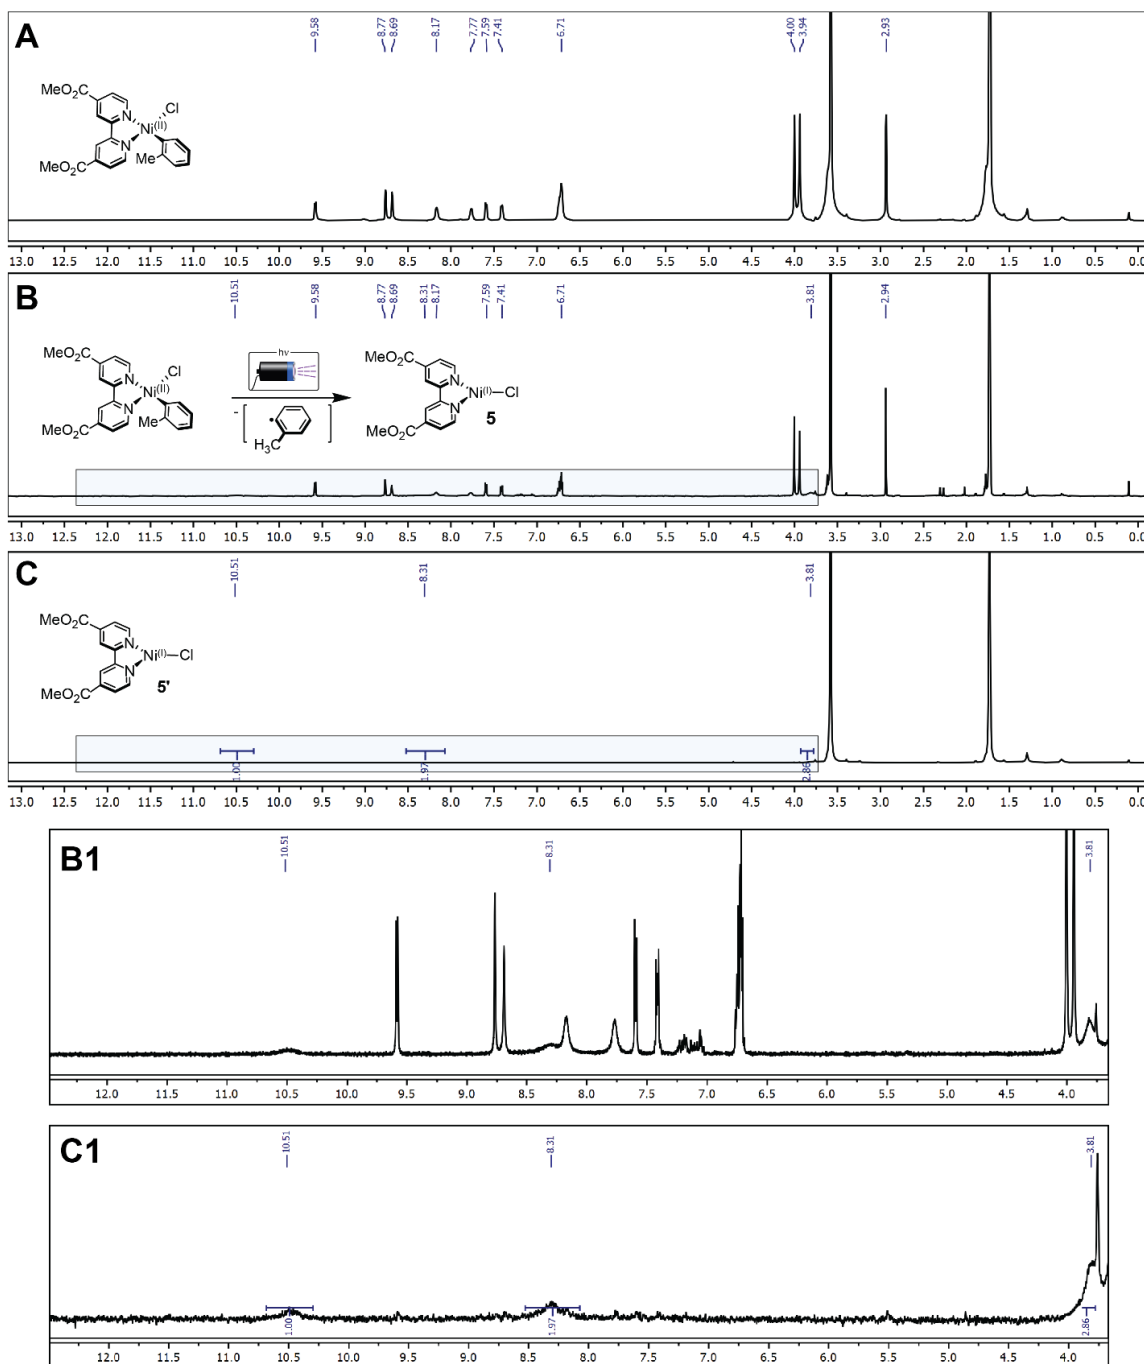 A
9.58
8.77
8.69
8.17
7.77
7.59
7.41
6.71
4.00
3.94
2.93
MeO₂C
MeO₂C
N
N
Ni(II)
Cl
Me
13.0 12.5 12.0 11.5 11.0 10.5 10.0 9.5 9.0 8.5 8.0 7.5 7.0 6.5 6.0 5.5 5.0 4.5 4.0 3.5 3.0 2.5 2.0 1.5 1.0 0.5 0.0
B
10.51
9.58
8.77
8.69
8.31
8.17
7.59
7.41
6.71
3.81
2.94
MeO₂C
MeO₂C
N
N
Ni(II)
Cl
Me
hν
-
H₃C
MeO₂C
MeO₂C
N
N
Ni(I)
Cl
5
13.0 12.5 12.0 11.5 11.0 10.5 10.0 9.5 9.0 8.5 8.0 7.5 7.0 6.5 6.0 5.5 5.0 4.5 4.0 3.5 3.0 2.5 2.0 1.5 1.0 0.5 0.0
C
10.51
8.31
3.81
MeO₂C
MeO₂C
N
N
Ni(I)
Cl
5'
1.00
1.97
2.86
13.0 12.5 12.0 11.5 11.0 10.5 10.0 9.5 9.0 8.5 8.0 7.5 7.0 6.5 6.0 5.5 5.0 4.5 4.0 3.5 3.0 2.5 2.0 1.5 1.0 0.5 0.0
B1
10.51
8.31
3.81
12.0 11.5 11.0 10.5 10.0 9.5 9.0 8.5 8.0 7.5 7.0 6.5 6.0 5.5 5.0 4.5 4.0
C1
10.51
8.31
3.81
1.00
1.97
2.86
12.0 11.5 11.0 10.5 10.0 9.5 9.0 8.5 8.0 7.5 7.0 6.5 6.0 5.5 5.0 4.5 4.0